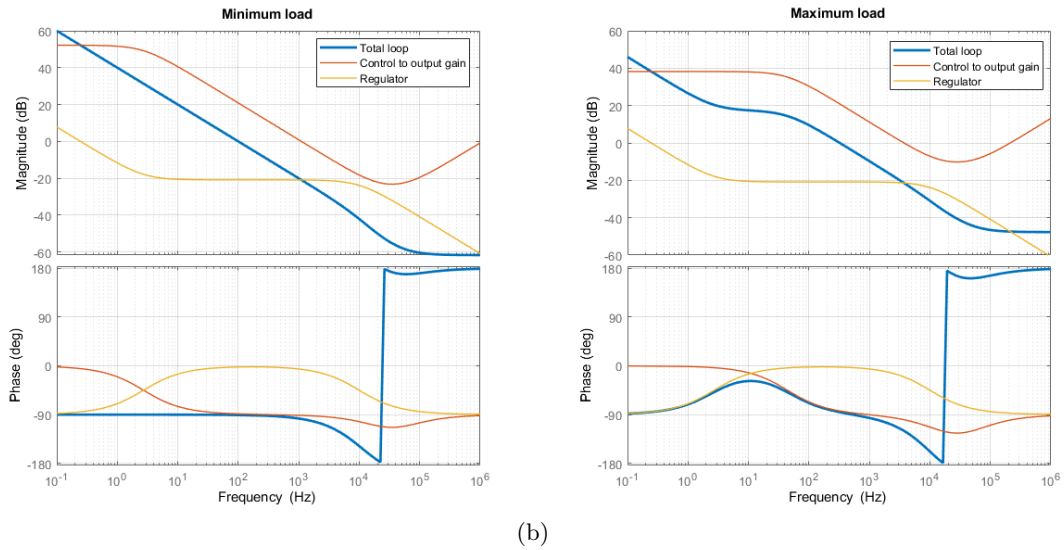 Minimum load
60
40
20
0
-20
-40
-60
Magnitude (dB)
Total loop
Control to output gain
Regulator
180
90
0
-90
-180
Phase (deg)
10^-1 10^0 10^1 10^2 10^3 10^4 10^5 10^6
Frequency (Hz)
Maximum load
60
40
20
0
-20
-40
-60
Magnitude (dB)
Total loop
Control to output gain
Regulator
180
90
0
-90
-180
Phase (deg)
10^-1 10^0 10^1 10^2 10^3 10^4 10^5 10^6
Frequency (Hz)
(b)